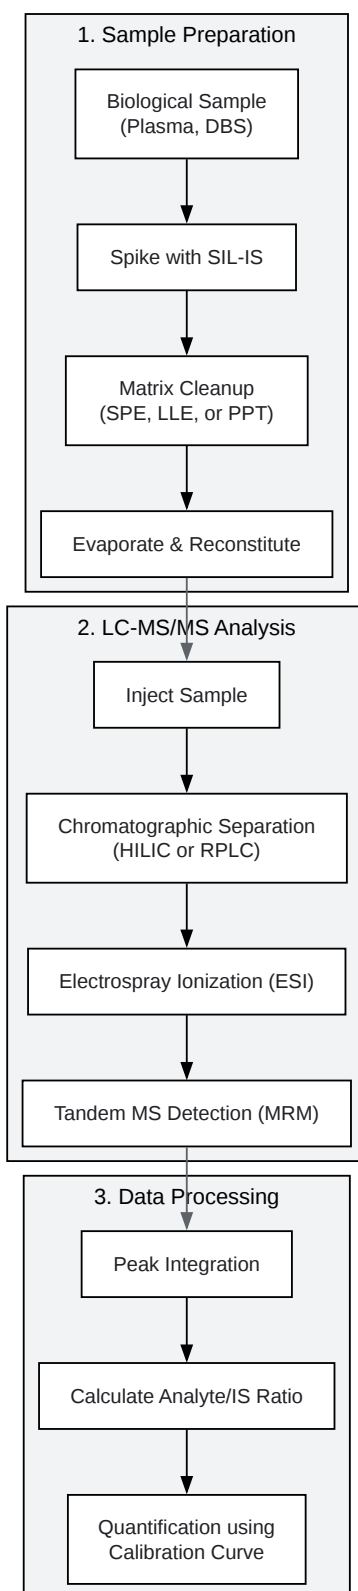 1. Sample Preparation
Biological Sample
(Plasma, DBS)
Spike with SIL-IS
Matrix Cleanup
(SPE, LLE, or PPT)
Evaporate & Reconstitute
2. LC-MS/MS Analysis
Inject Sample
Chromatographic Separation
(HILIC or RPLC)
Electrospray Ionization (ESI)
Tandem MS Detection (MRM)
3. Data Processing
Peak Integration
Calculate Analyte/IS Ratio
Quantification using
Calibration Curve